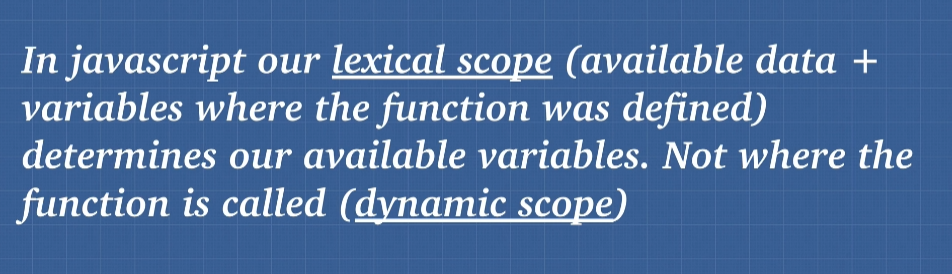 In javascript our lexical scope (available data +
variables where the function was defined)
determines our available variables. Not where the
function is called (dynamic scope)